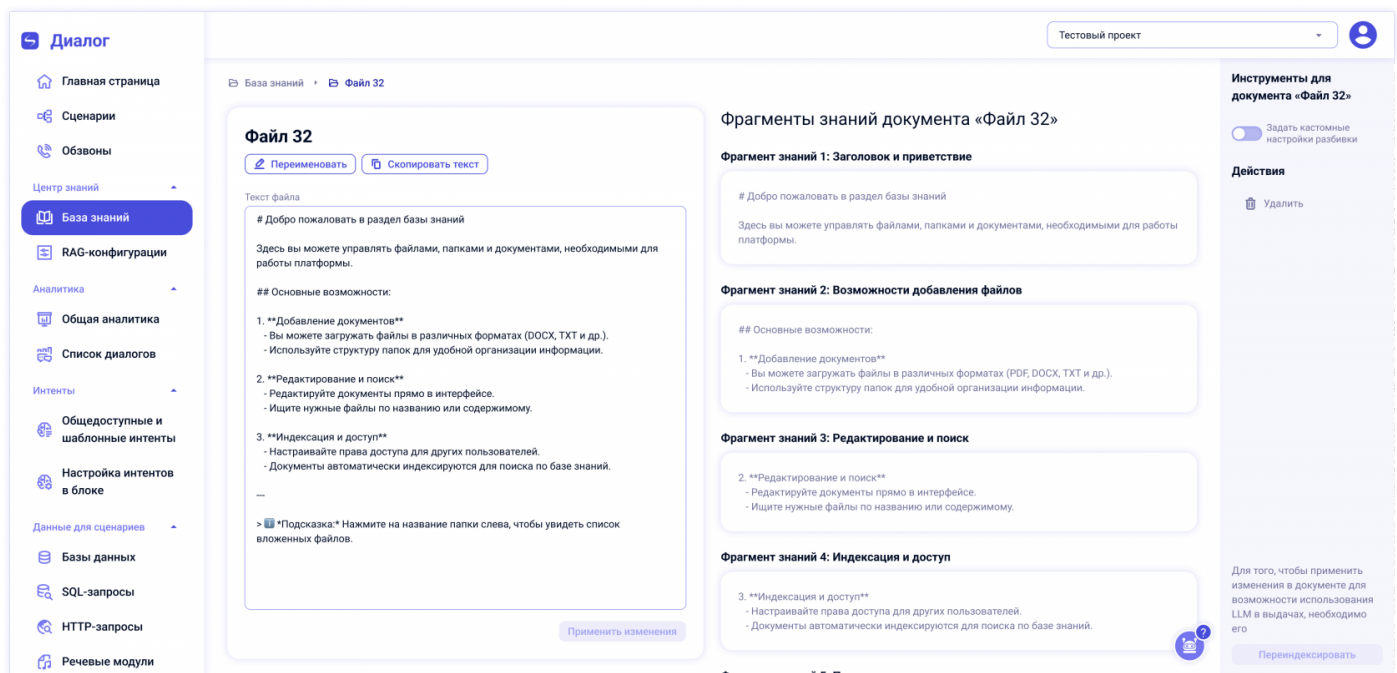 Диалог
Главная страница
Сценарии
Обзвоны
Центр знаний
База знаний
RAG-конфигурации
Аналитика
Общая аналитика
Список диалогов
Интенты
Общедоступные и
шаблонные интенты
Настройка интентов
в блоке
Данные для сценариев
Базы данных
SQL-запросы
HTTP-запросы
Речевые модули
Тестовый проект
База знаний
Файл 32
Файл 32
Переименовать
Скопировать текст
Текст файла
# Добро пожаловать в раздел базы знаний
Здесь вы можете управлять файлами, папками и документами, необходимыми для
работы платформы.
## Основные возможности:
1. **Добавление документов**
- Вы можете загружать файлы в различных форматах (DOCX, TXT и др.).
- Используйте структуру папок для удобной организации информации.
2. **Редактирование и поиск**
- Редактируйте документы прямо в интерфейсе.
- Ищите нужные файлы по названию или содержимому.
3. **Индексация и доступ**
- Настраивайте права доступа для других пользователей.
- Документы автоматически индексируются для поиска по базе знаний.
---
> ℹ️ *Подсказка:* Нажмите на название папки слева, чтобы увидеть список
вложенных файлов.
Применить изменения
Фрагменты знаний документа «Файл 32»
Фрагмент знаний 1: Заголовок и приветствие
# Добро пожаловать в раздел базы знаний
Здесь вы можете управлять файлами, папками и документами, необходимыми для работы
платформы.
Фрагмент знаний 2: Возможности добавления файлов
## Основные возможности:
1. **Добавление документов**
- Вы можете загружать файлы в различных форматах (PDF, DOCX, TXT и др.).
- Используйте структуру папок для удобной организации информации.
Фрагмент знаний 3: Редактирование и поиск
2. **Редактирование и поиск**
- Редактируйте документы прямо в интерфейсе.
- Ищите нужные файлы по названию или содержимому.
Фрагмент знаний 4: Индексация и доступ
3. **Индексация и доступ**
- Настраивайте права доступа для других пользователей.
- Документы автоматически индексируются для поиска по базе знаний.
?
Инструменты для
документа «Файл 32»
Задать кастомные
настройки разбивки
Действия
Удалить
Для того, чтобы применить
изменения в документе для
возможности использования
LLM в выдачах, необходимо
его
Переиндексировать